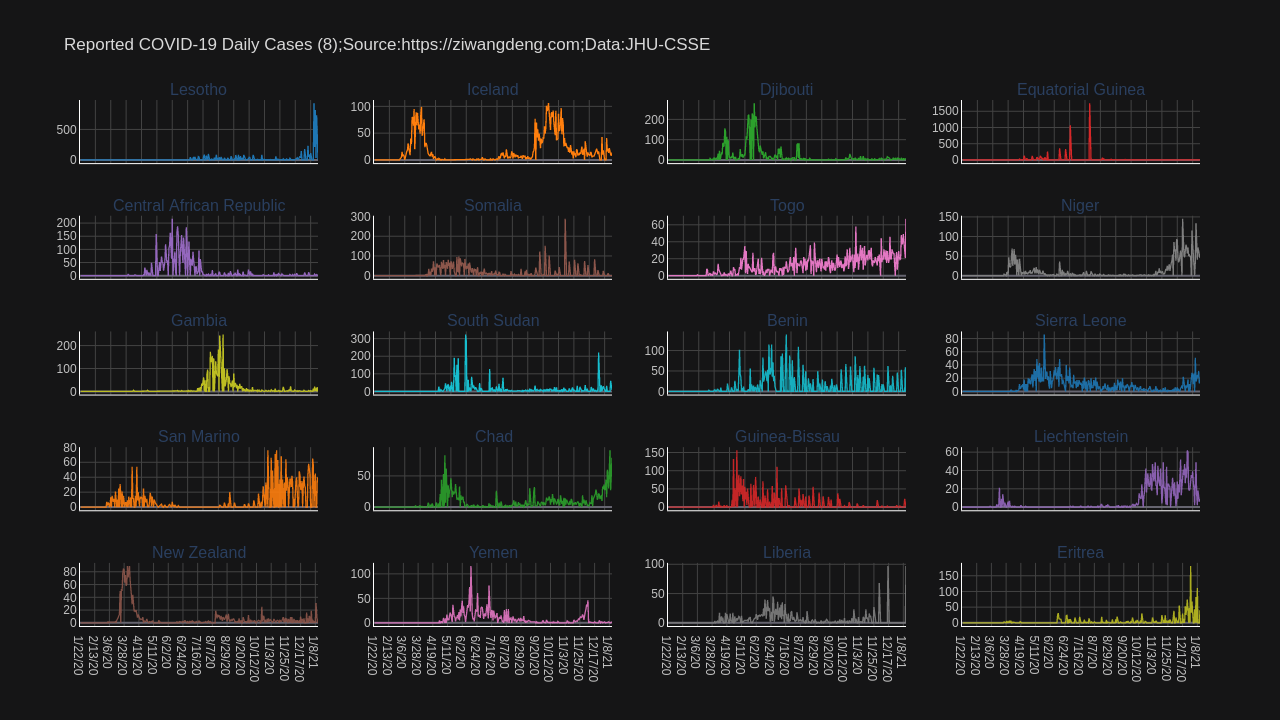 Reported COVID-19 Daily Cases (8);Source:https://ziwangdeng.com;Data:JHU-CSSE
Lesotho
500
0
Iceland
100
50
0
Djibouti
200
100
0
Equatorial Guinea
1500
1000
500
0
Central African Republic
200
150
100
50
0
Somalia
300
200
100
0
Togo
60
40
20
0
Niger
150
100
50
0
Gambia
200
100
0
South Sudan
300
200
100
0
Benin
100
50
0
Sierra Leone
80
60
40
20
0
San Marino
80
60
40
20
0
Chad
50
0
Guinea-Bissau
150
100
50
0
Liechtenstein
60
40
20
0
New Zealand
80
60
40
20
0
Yemen
100
50
0
Liberia
100
50
0
Eritrea
150
100
50
0
1/22/20 2/13/20 3/6/20 3/28/20 4/19/20 5/11/20 6/2/20 6/24/20 7/16/20 8/7/20 8/29/20 9/20/20 10/12/20 11/3/20 11/25/20 12/17/20 1/8/21
1/22/20 2/13/20 3/6/20 3/28/20 4/19/20 5/11/20 6/2/20 6/24/20 7/16/20 8/7/20 8/29/20 9/20/20 10/12/20 11/3/20 11/25/20 12/17/20 1/8/21
1/22/20 2/13/20 3/6/20 3/28/20 4/19/20 5/11/20 6/2/20 6/24/20 7/16/20 8/7/20 8/29/20 9/20/20 10/12/20 11/3/20 11/25/20 12/17/20 1/8/21
1/22/20 2/13/20 3/6/20 3/28/20 4/19/20 5/11/20 6/2/20 6/24/20 7/16/20 8/7/20 8/29/20 9/20/20 10/12/20 11/3/20 11/25/20 12/17/20 1/8/21